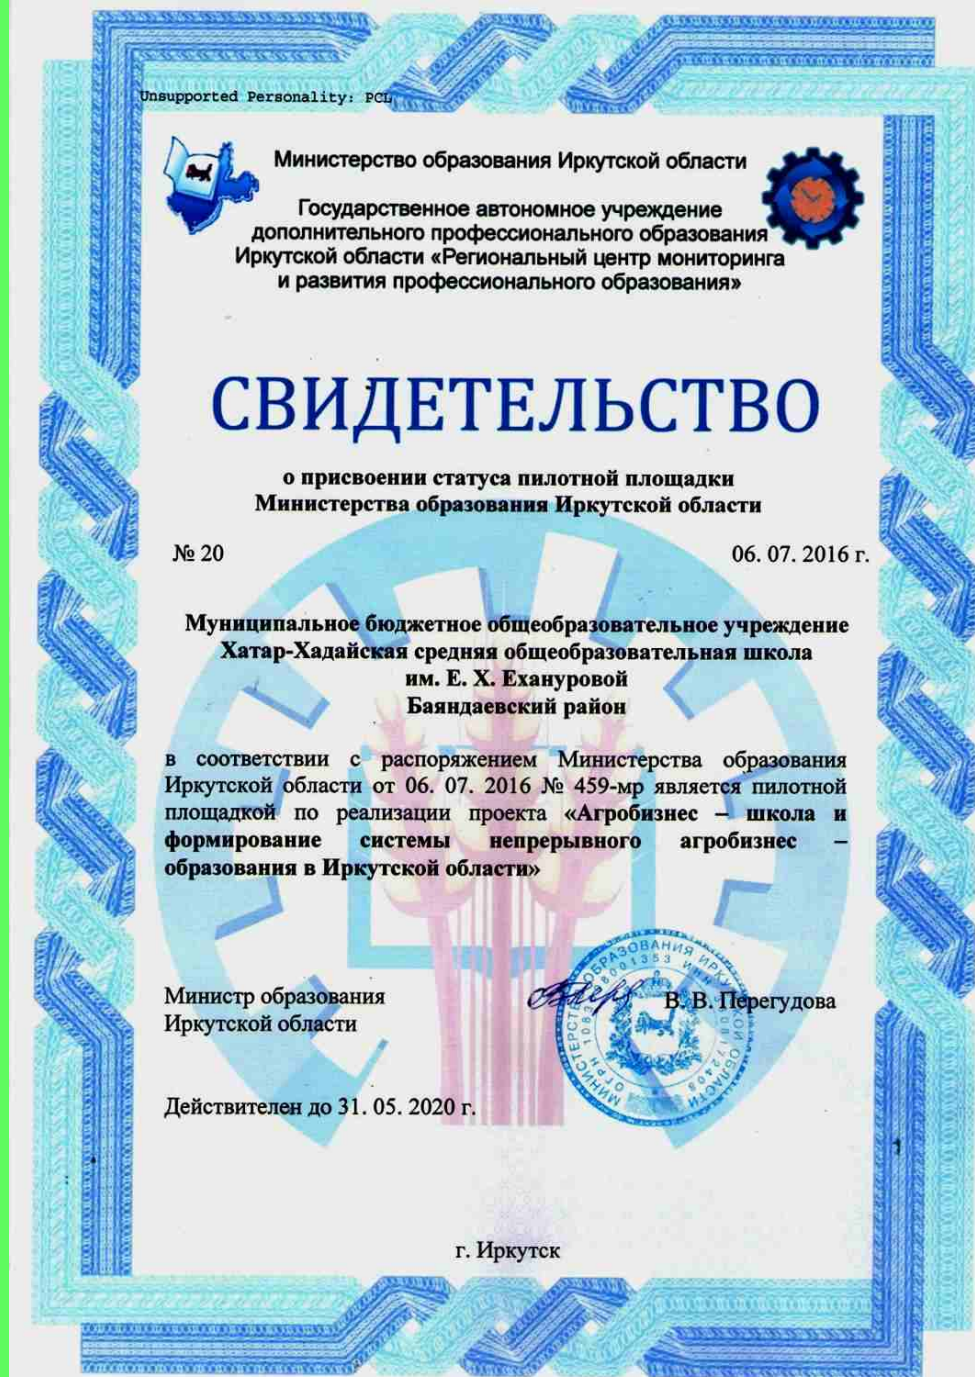 Unsupported Personality: PCL
Министерство образования Иркутской области
Государственное автономное учреждение
дополнительного профессионального образования
Иркутской области «Региональный центр мониторинга
и развития профессионального образования»
СВИДЕТЕЛЬСТВО
о присвоении статуса пилотной площадки
Министерства образования Иркутской области
№ 20 06. 07. 2016 г.
Муниципальное бюджетное общеобразовательное учреждение
Хатар-Хадайская средняя общеобразовательная школа
им. Е. Х. Ехануровой
Баяндаевский район
в соответствии с распоряжением Министерства образования
Иркутской области от 06. 07. 2016 № 459-мр является пилотной
площадкой по реализации проекта «Агробизнес – школа и
формирование системы непрерывного агробизнес –
образования в Иркутской области»
Министр образования
Иркутской области
В. В. Перегудова
Действителен до 31. 05. 2020 г.
г. Иркутск